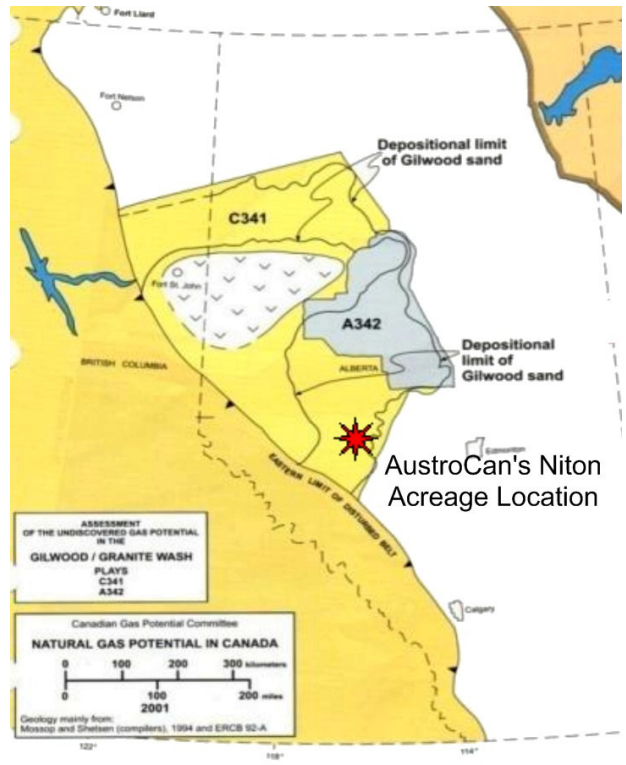 Fort Liard
Fort Nelson
Depositional limit
of Gilwood sand
C341
Fort St. John
A342
Depositional
limit of
Gilwood sand
BRITISH COLUMBIA
ALBERTA
Edmonton
AustroCan's Niton
Acreage Location
EASTERN LIMIT OF DISTURBED BELT
ASSESSMENT
OF THE UNDISCOVERED GAS POTENTIAL
IN THE
GILWOOD / GRANITE WASH
PLAYS
C341
A342
Calgary
Canadian Gas Potential Committee
NATURAL GAS POTENTIAL IN CANADA
0 100 200 300 kilometers
0 100 200 miles
2001
Geology mainly from:
Mossop and Shetsen (compilers), 1994 and ERCB 92-A
122° 118° 114°